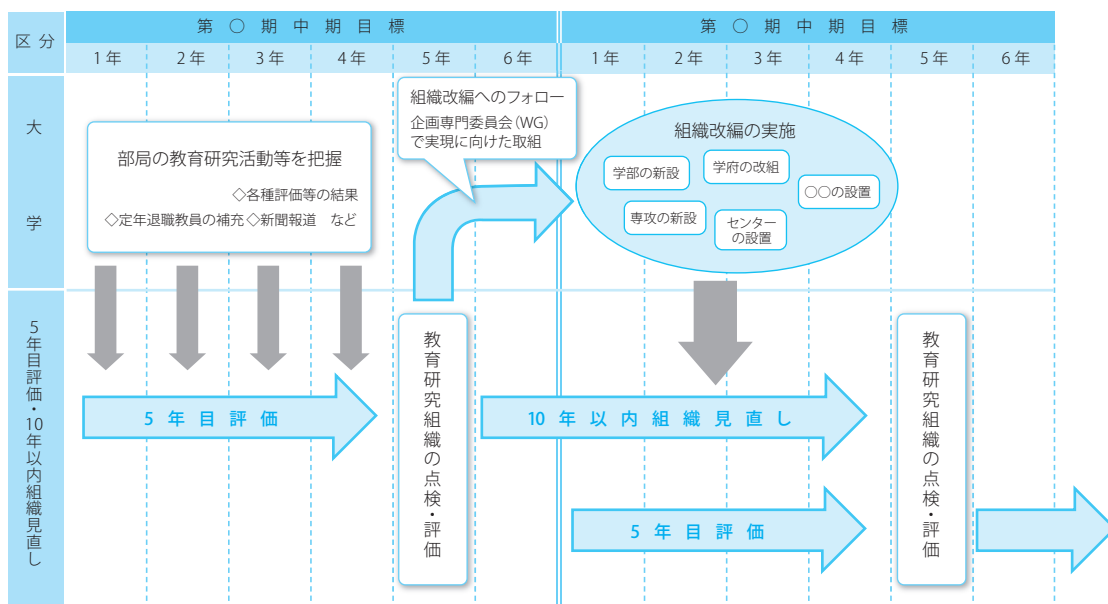 区分
第〇期中期目標
第〇期中期目標
1年
2年
3年
4年
5年
6年
1年
2年
3年
4年
5年
6年
大学
部局の教育研究活動等を把握
◇各種評価等の結果
◇定年退職教員の補充◇新聞報道 など
組織改編へのフォロー
企画専門委員会(WG)
で実現に向けた取組
組織改編の実施
学部の新設
学府の改組
〇〇の設置
専攻の新設
センター
の設置
5年目評価・10年以内組織見直し
5年目評価
教育研究組織の点検・評価
10年以内組織見直し
5年目評価
教育研究組織の点検・評価